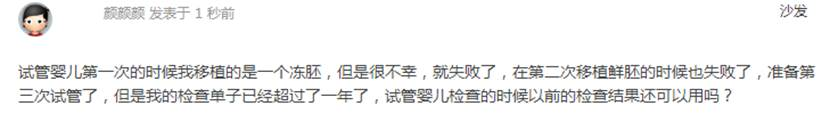 颜颜颜 发表于 1 秒前 沙发
试管婴儿第一次的时候我移植的是一个冻胚，但是很不幸，就失败了，在第二次移植鲜胚的时候也失败了，准备第
三次试管了，但是我的检查单子已经超过了一年了，试管婴儿检查的时候以前的检查结果还可以用吗？